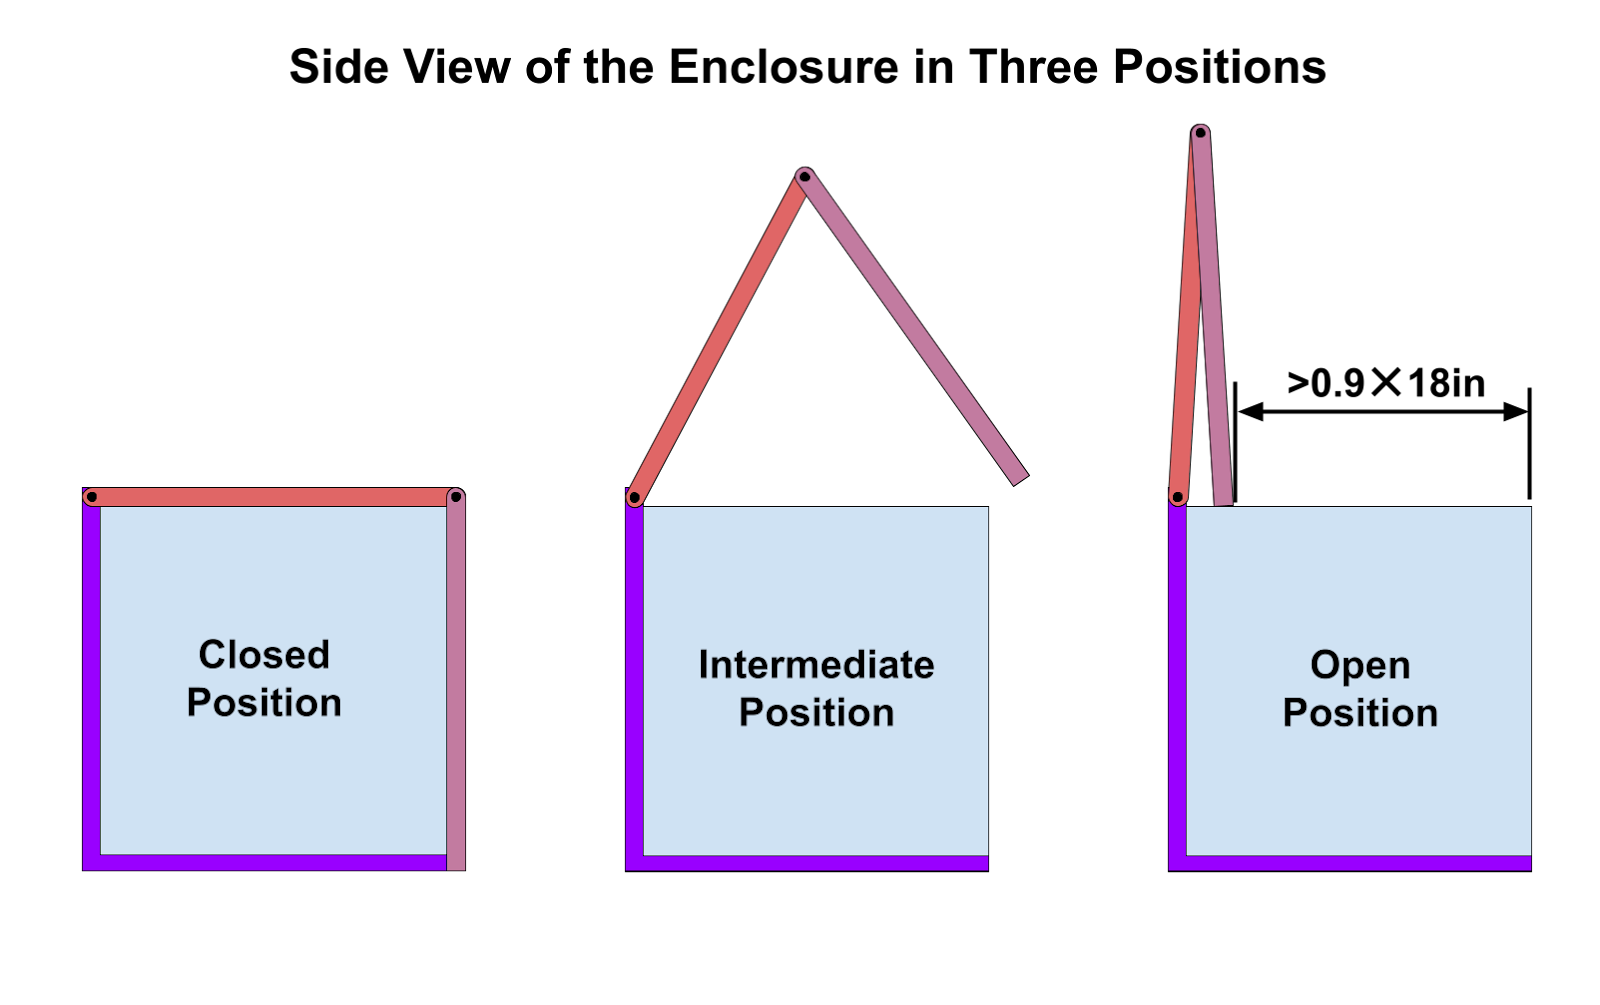 Side View of the Enclosure in Three Positions
>0.9×18in
Closed
Position
Intermediate
Position
Open
Position